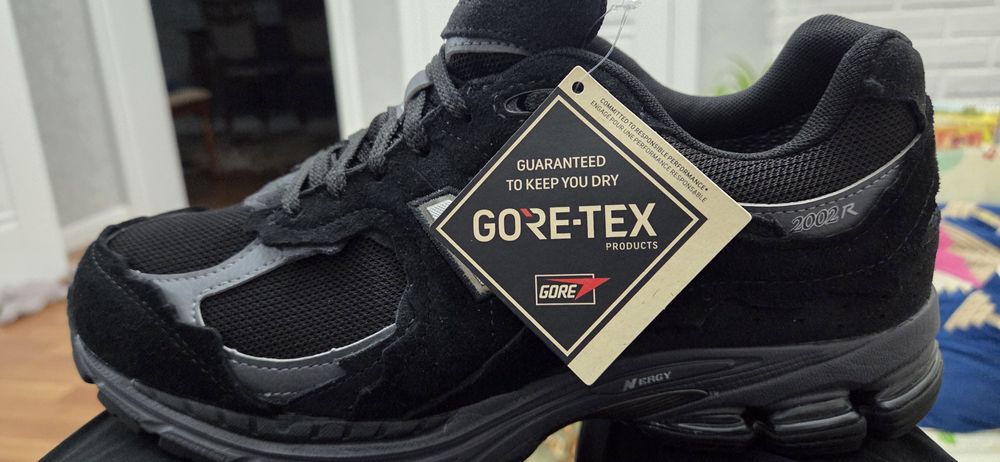 COMMITTED TO RESPONSIBLE PERFORMANCE*
ENGAGÉ POUR UNE PERFORMANCE RESPONSABLE
GUARANTEED
TO KEEP YOU DRY
GORE-TEX
PRODUCTS
GORE
2002 R
N ERGY